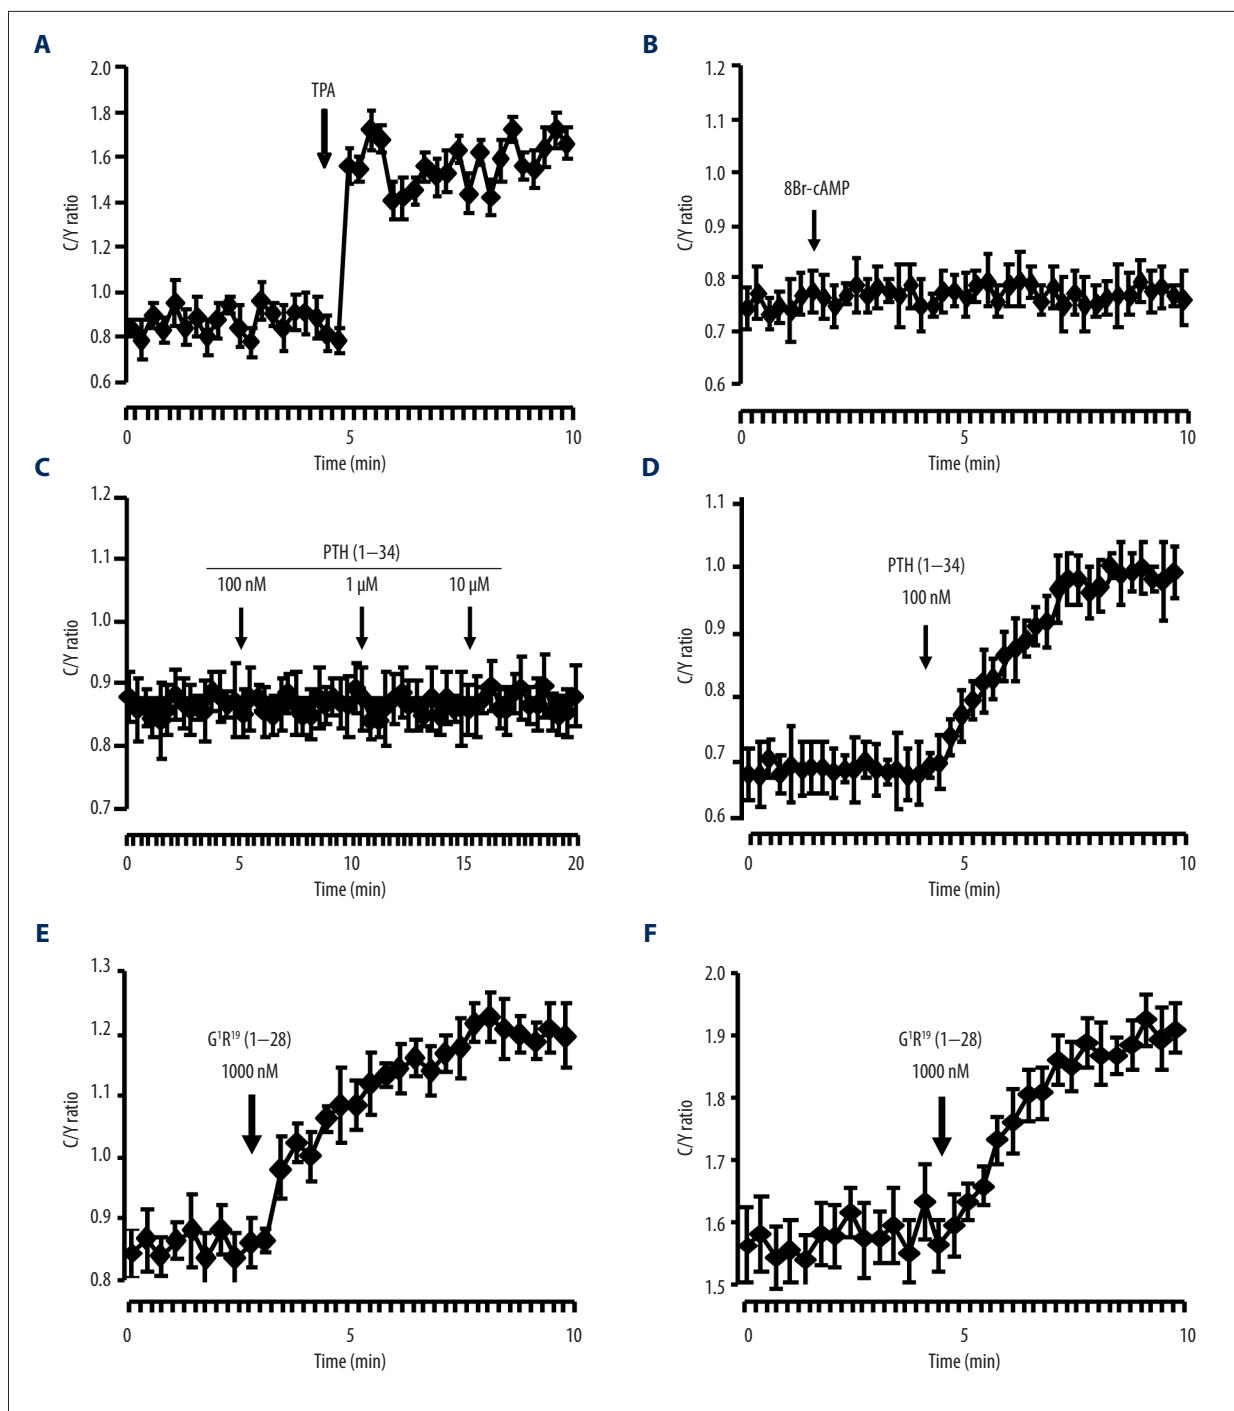 A
2.0
1.8
1.6
1.4
1.2
1.0
0.8
0.6
C/Y ratio
TPA
0 5 10
Time (min)
B
1.2
1.1
1.0
0.9
0.8
0.7
0.6
C/Y ratio
8Br-cAMP
0 5 10
Time (min)
C
1.2
1.1
1.0
0.9
0.8
0.7
C/Y ratio
PTH (1–34)
100 nM 1 µM 10 µM
0 5 10 15 20
Time (min)
D
1.1
1.0
0.9
0.8
0.7
0.6
C/Y ratio
PTH (1–34)
100 nM
0 5 10
Time (min)
E
1.3
1.2
1.1
1.0
0.9
0.8
C/Y ratio
G¹R¹⁹ (1–28)
1000 nM
0 5 10
Time (min)
F
2.0
1.9
1.8
1.7
1.6
1.5
C/Y ratio
G¹R¹⁹ (1–28)
1000 nM
0 5 10
Time (min)